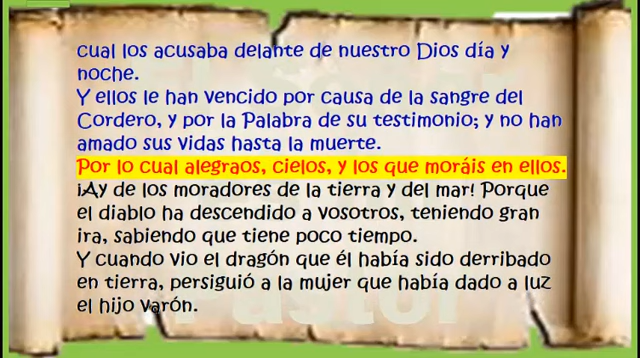 cual los acusaba delante de nuestro Dios día y
noche.
Y ellos le han vencido por causa de la sangre del
Cordero, y por la Palabra de su testimonio; y no han
amado sus vidas hasta la muerte.
Por lo cual alegraos, cielos, y los que moráis en ellos.
¡Ay de los moradores de la tierra y del mar! Porque
el diablo ha descendido a vosotros, teniendo gran
ira, sabiendo que tiene poco tiempo.
Y cuando vio el dragón que él había sido derribado
en tierra, persiguió a la mujer que había dado a luz
el hijo varón.
Pastor